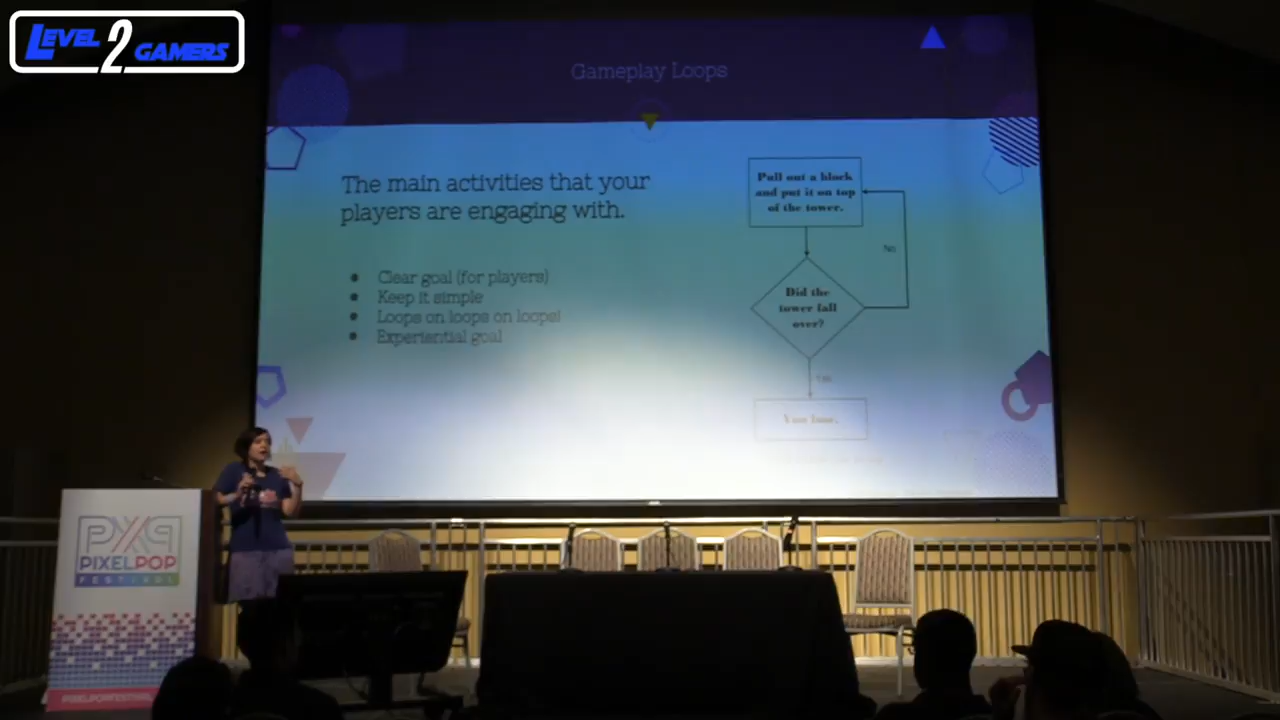 LEVEL 2 GAMERS
Gameplay Loops
The main activities that your
players are engaging with.
Clear goal (for players)
Keep it simple
Loops on loops on loops!
Experiential goal
Pull out a block
and put it on top
of the tower.
No
Did the
tower fall
over?
Yes
You lose.
PXP
PIXELPOP
FESTIVAL
PIXELPOPFESTIVAL